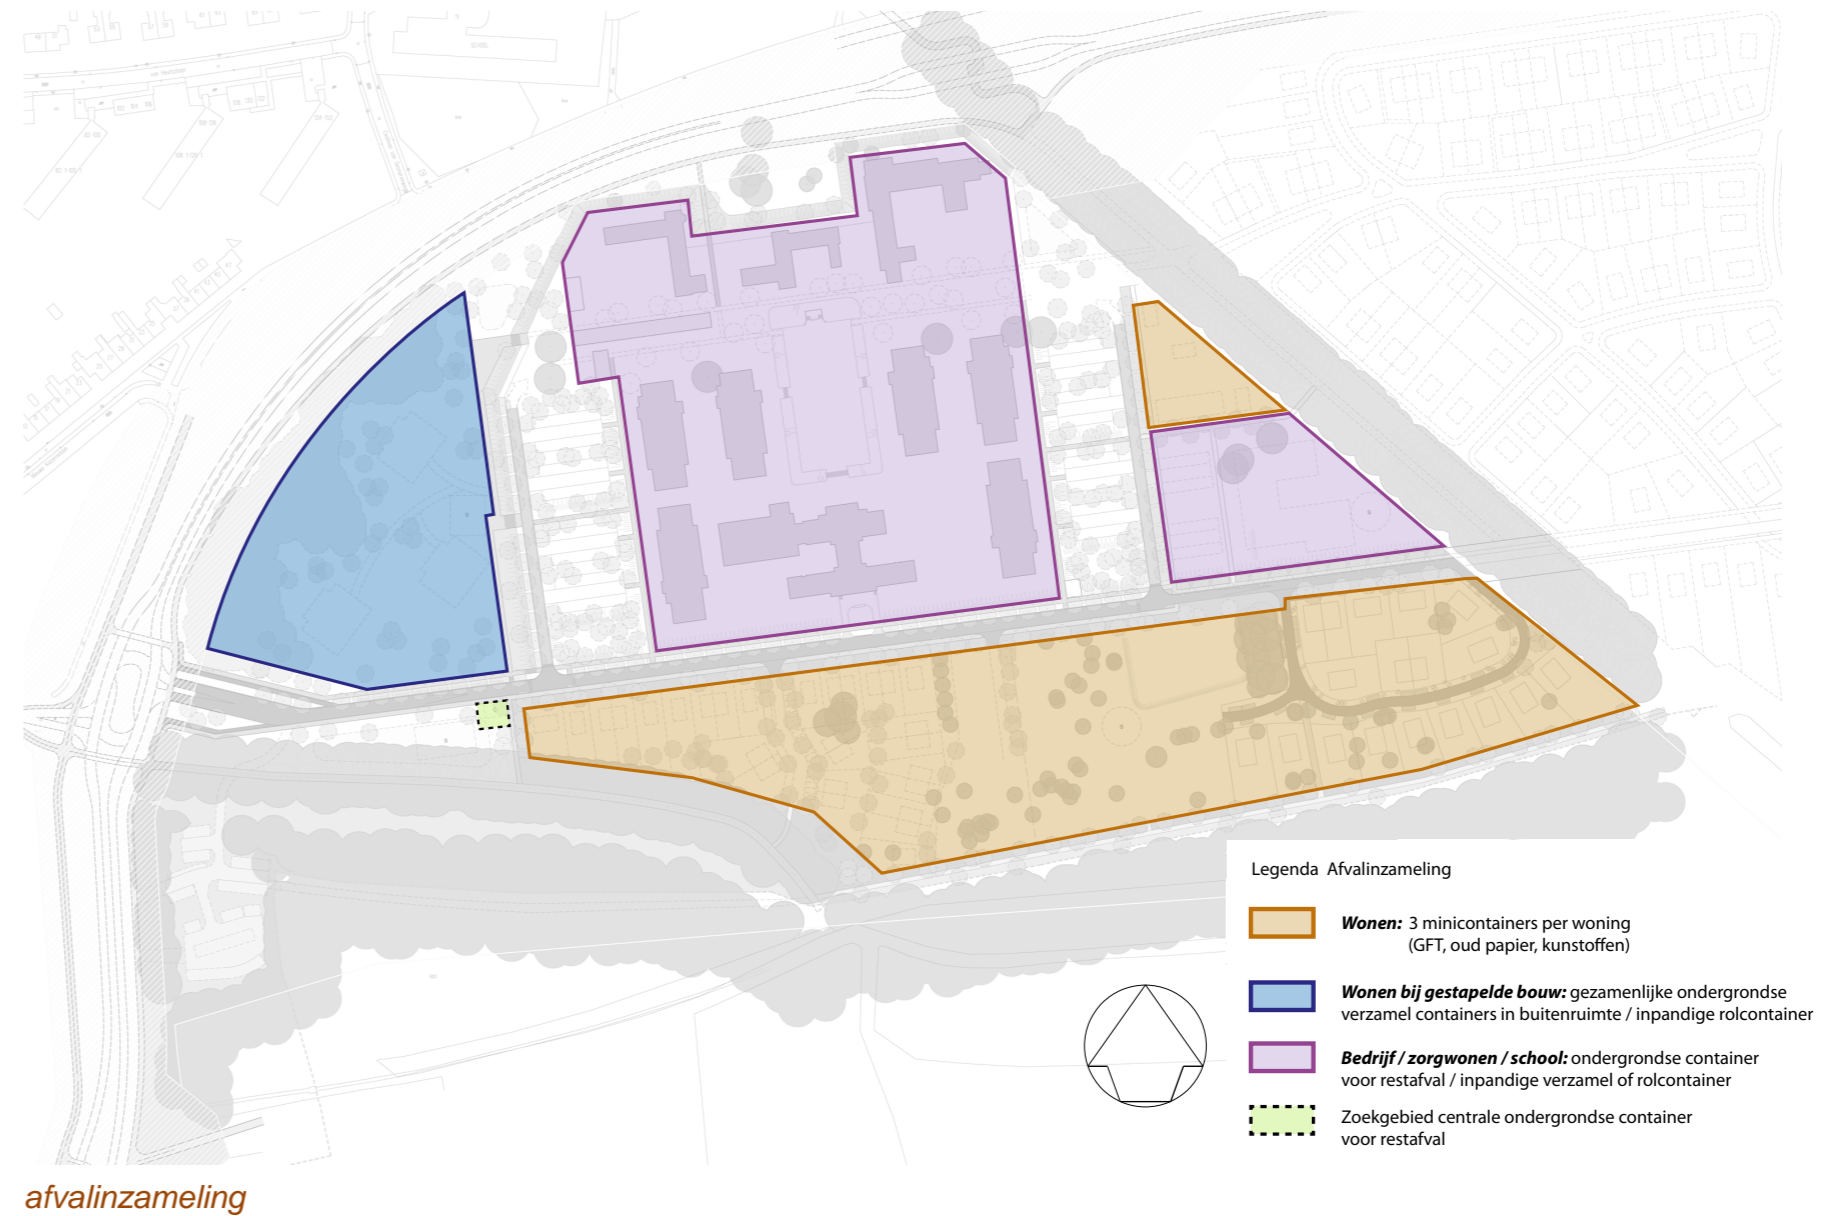 Legenda Afvalinzameling
Wonen: 3 minicontainers per woning
(GFT, oud papier, kunstoffen)
Wonen bij gestapelde bouw: gezamenlijke ondergrondse
verzamel containers in buitenruimte / inpandige rolcontainer
Bedrijf / zorgwonen / school: ondergrondse container
voor restafval / inpandige verzamel of rolcontainer
Zoekgebied centrale ondergrondse container
voor restafval
afvalinzameling